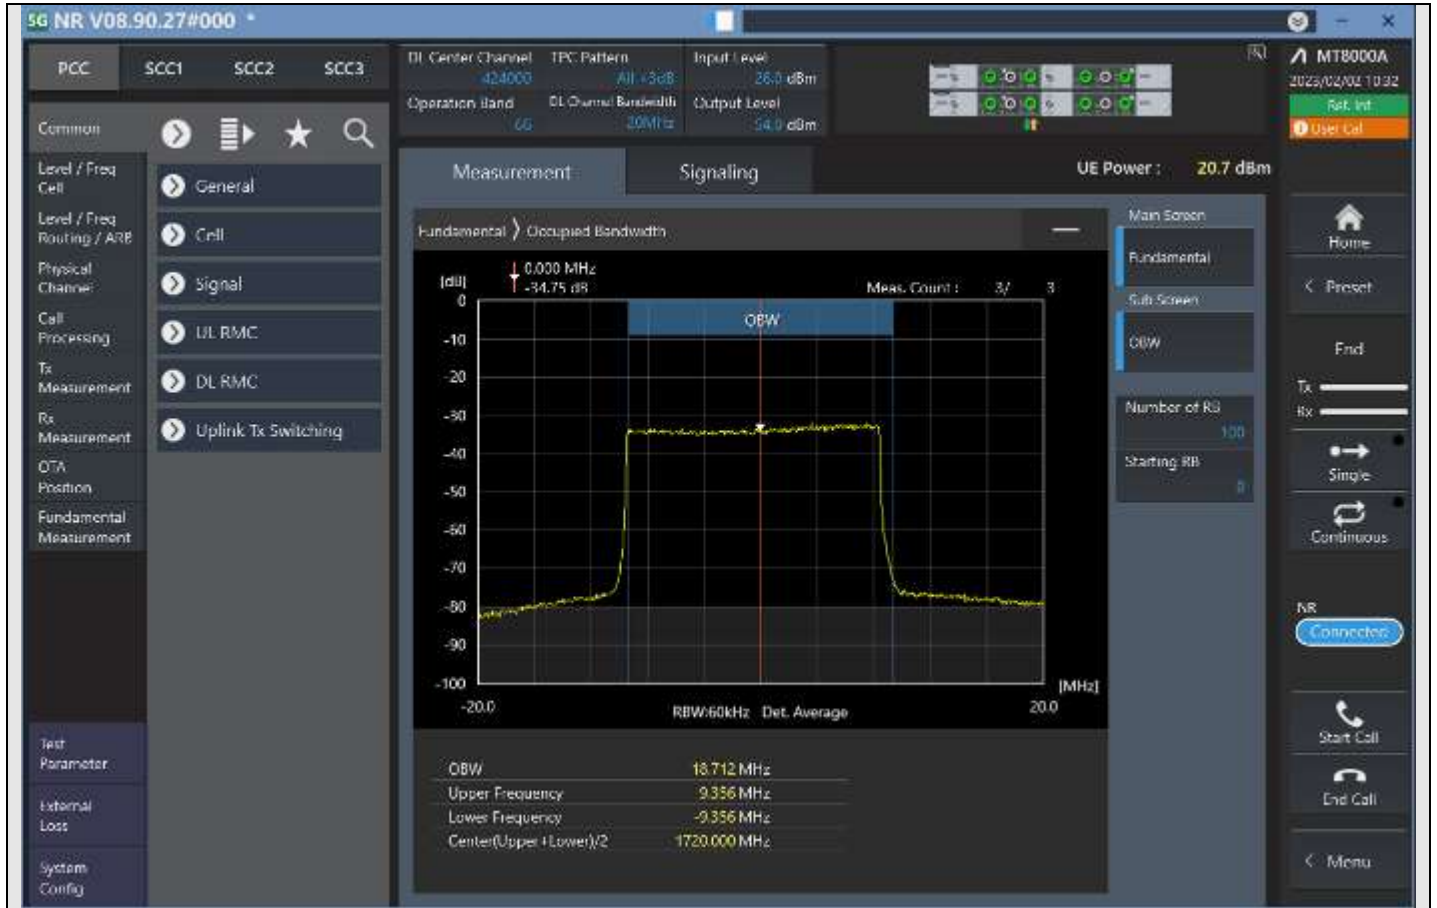 5G NR V08.90.27#000 *
PCC SCC1 SCC2 SCC3
DL Center Channel TPC Pattern Input Level
424000 All +3dB 26.0 dBm
Operation Band DL Channel Bandwidth Output Level
66 20MHz 54.0 dBm
MT8000A
2023/02/02 10:32
Ref. Int
User Cal
Common
Level / Freq
Cell
Level / Freq
Routing / ARB
Physical
Channel
Call
Processing
Tx
Measurement
Rx
Measurement
OTA
Position
Fundamental
Measurement
Test
Parameter
External
Loss
System
Config
General
Cell
Signal
UL RMC
DL RMC
Uplink Tx Switching
Measurement Signaling
UE Power : 20.7 dBm
Fundamental > Occupied Bandwidth
[dB] 0.000 MHz
-34.75 dB Meas. Count : 3/ 3
OBW
0
-10
-20
-30
-40
-50
-60
-70
-80
-90
-100
-20.0 RBW:60kHz Det. Average 20.0
[MHz]
OBW 18.712 MHz
Upper Frequency 9.356 MHz
Lower Frequency -9.356 MHz
Center(Upper+Lower)/2 1720.000 MHz
Main Screen
Fundamental
Sub Screen
OBW
Number of RB
100
Starting RB
0
Home
< Preset
End
Tx
Rx
Single
Continuous
NR
Connected
Start Call
End Call
< Menu